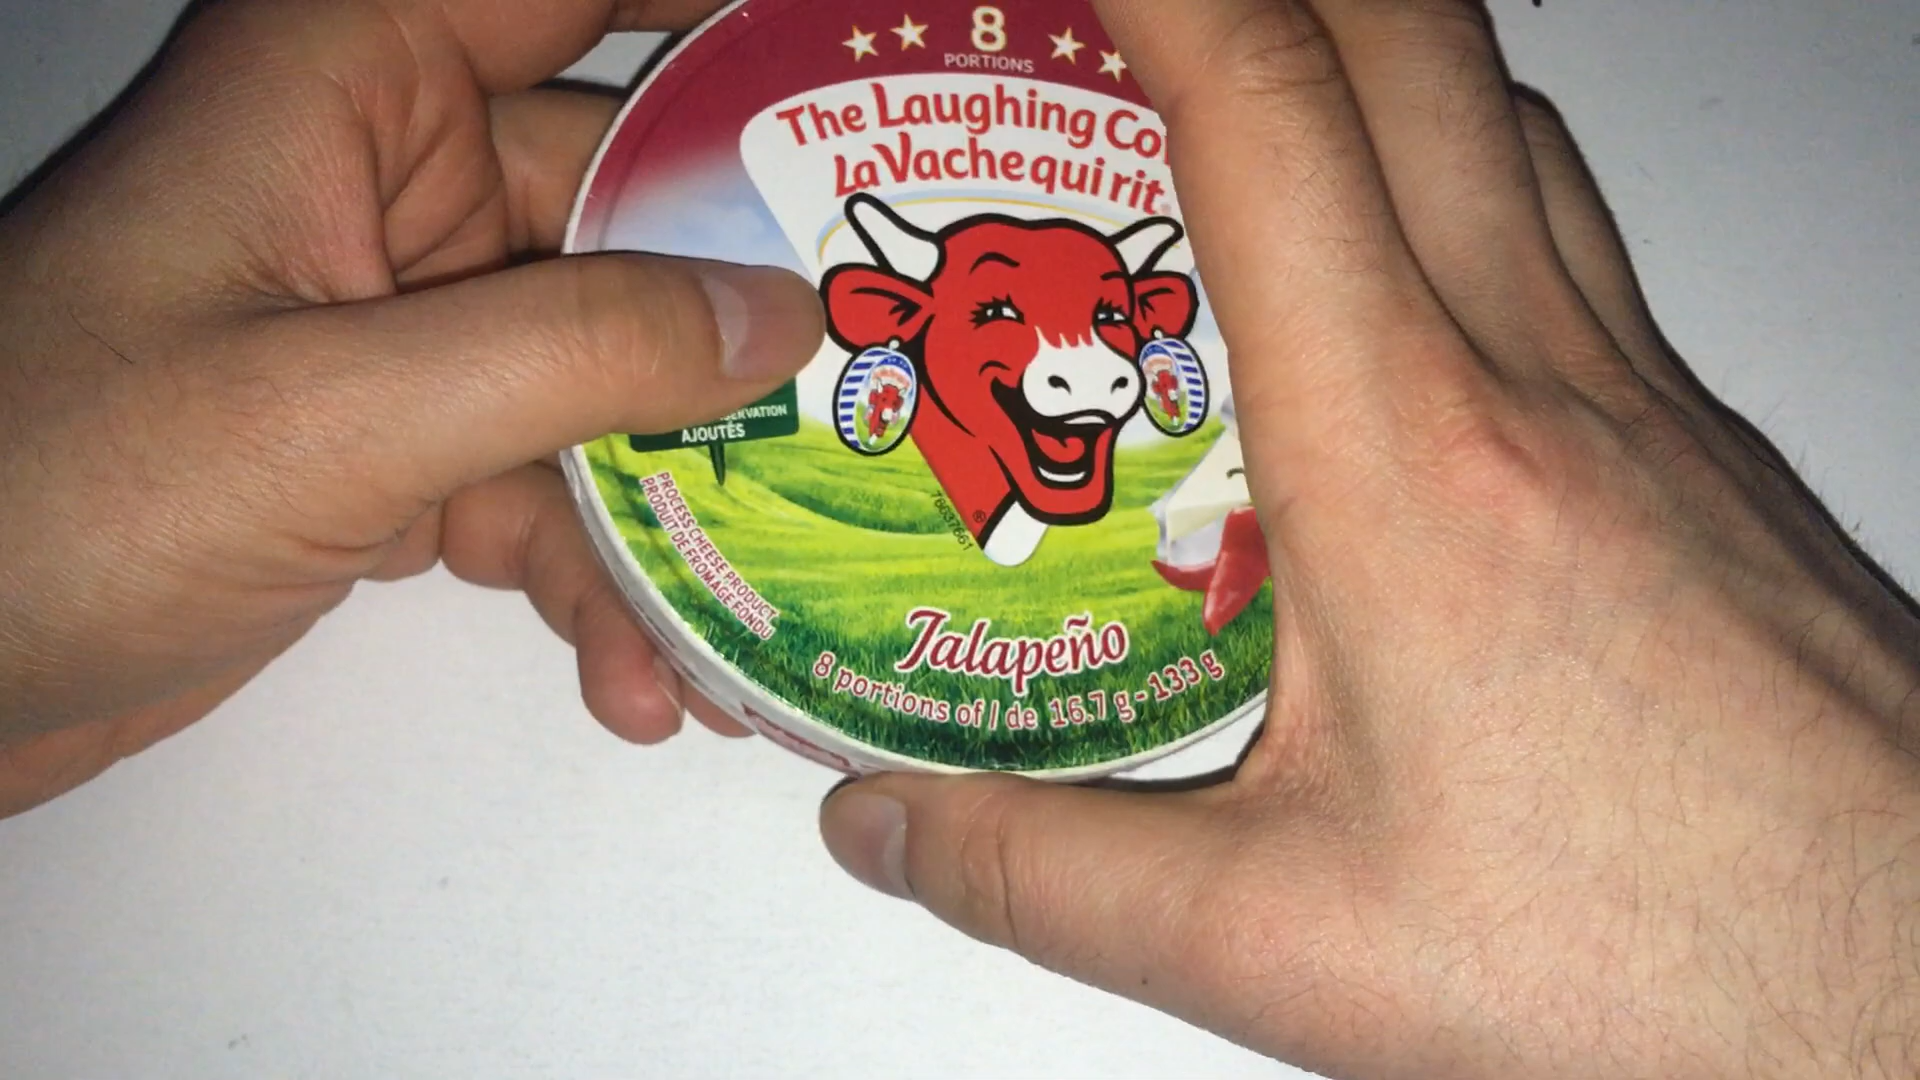 8
PORTIONS
The Laughing Co
La Vache qui rit
AJOUTÉS
PROCESS CHEESE PRODUCT
PRODUIT DE FROMAGE FONDU
76637661
Jalapeño
8 portions of / de 16.7 g - 133 g